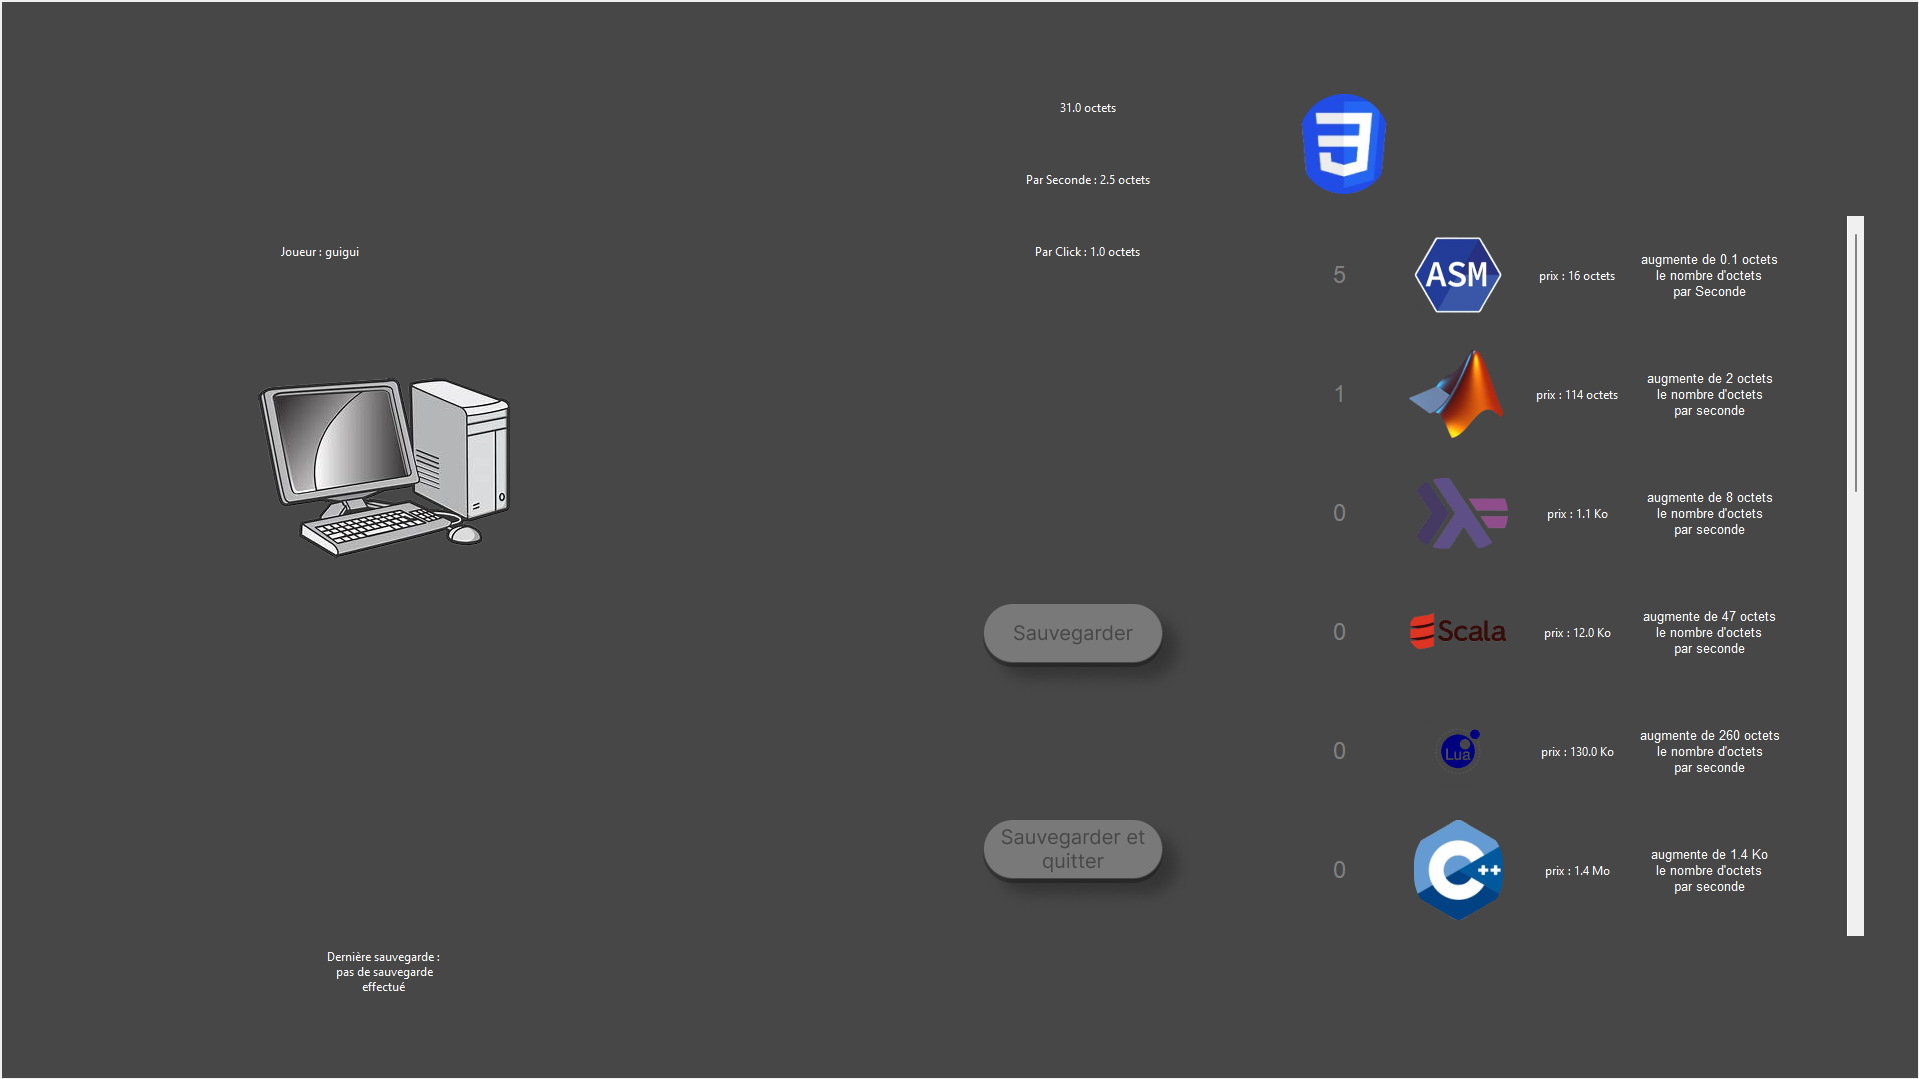 31.0 octets
Par Seconde : 2.5 octets
Joueur : guigui
Par Click : 1.0 octets
5
ASM
prix : 16 octets
augmente de 0.1 octets
le nombre d'octets
par Seconde
1
prix : 114 octets
augmente de 2 octets
le nombre d'octets
par seconde
0
prix : 1.1 Ko
augmente de 8 octets
le nombre d'octets
par seconde
Sauvegarder
0
Scala
prix : 12.0 Ko
augmente de 47 octets
le nombre d'octets
par seconde
0
Lua
prix : 130.0 Ko
augmente de 260 octets
le nombre d'octets
par seconde
Sauvegarder et
quitter
0
C++
prix : 1.4 Mo
augmente de 1.4 Ko
le nombre d'octets
par seconde
Dernière sauvegarde :
pas de sauvegarde
effectué